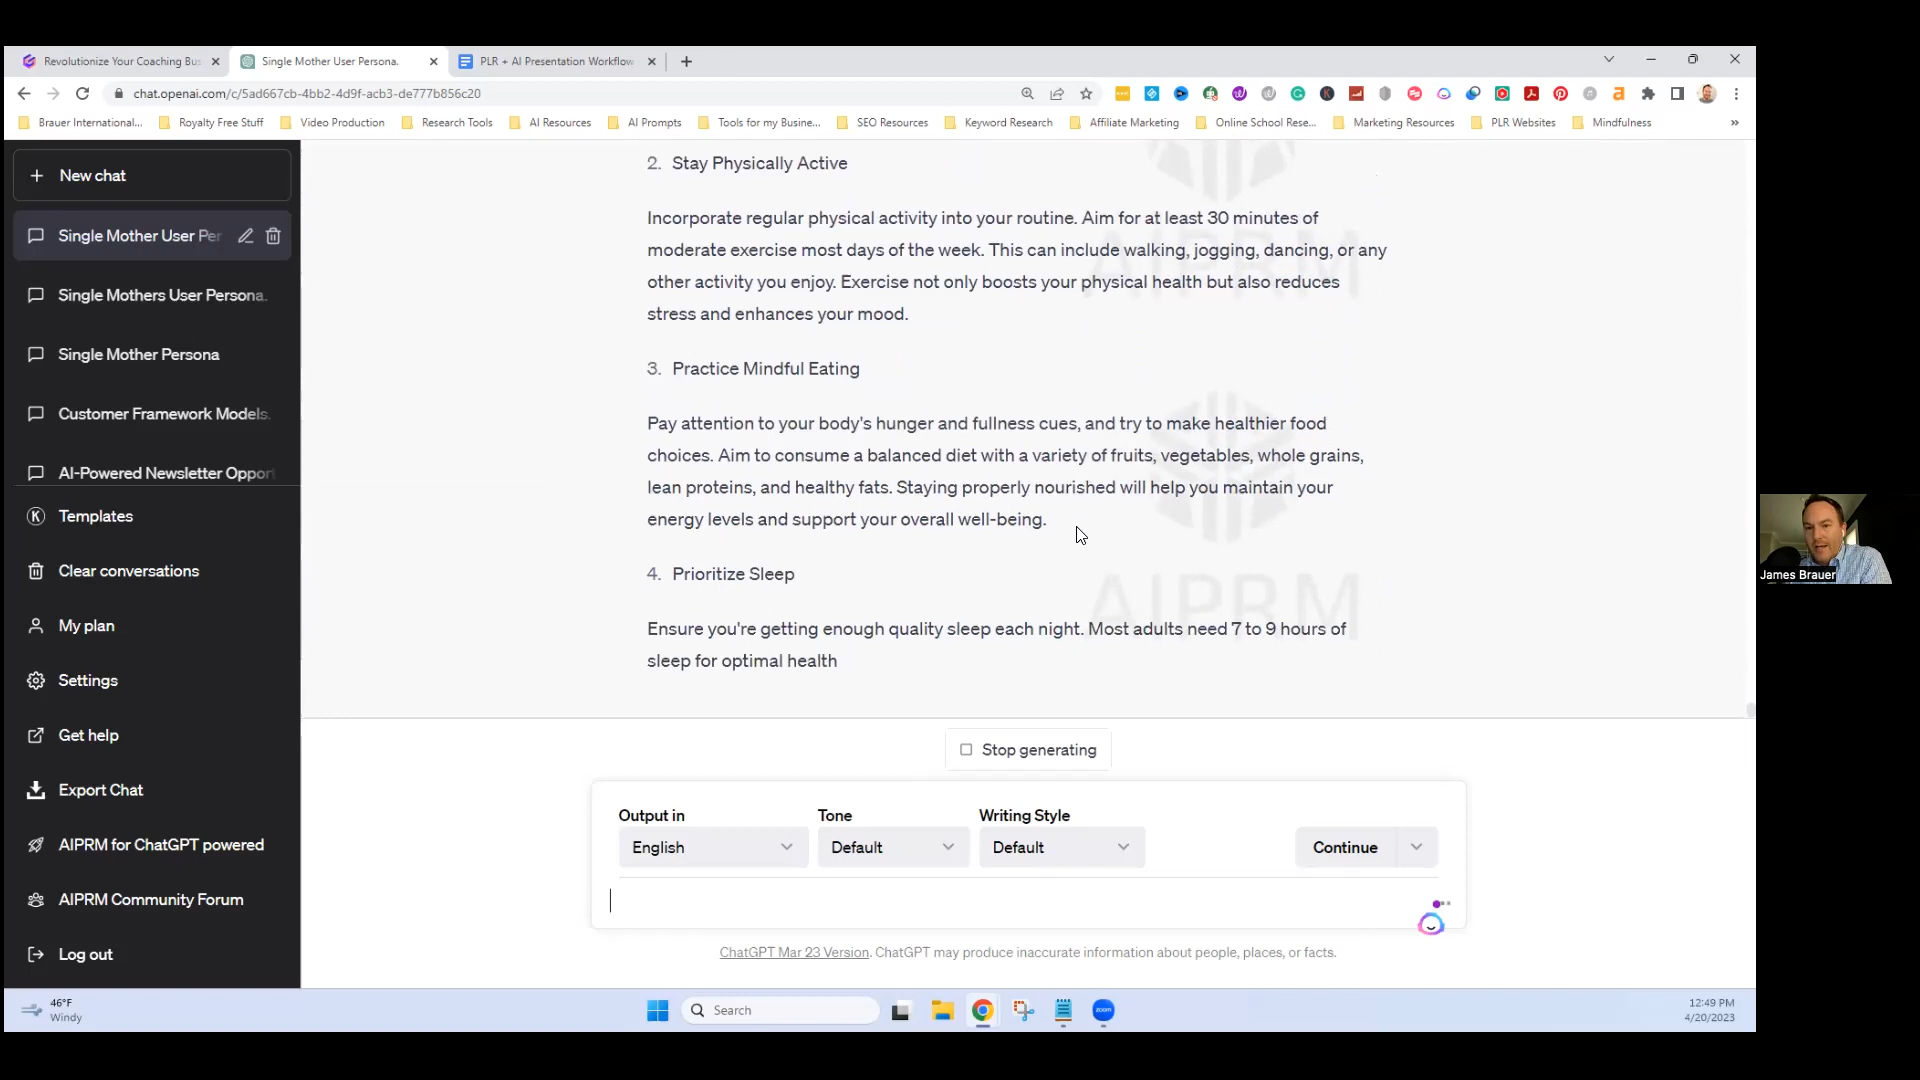 Revolutionize Your Coaching Bus
Single Mother User Persona.
PLR + AI Presentation Workflow
chat.openai.com/c/5ad667cb-4bb2-4d9f-acb3-de777b856c20
Brauer International...
Royalty Free Stuff
Video Production
Research Tools
AI Resources
AI Prompts
Tools for my Busine...
SEO Resources
Keyword Research
Affiliate Marketing
Online School Rese...
Marketing Resources
PLR Websites
Mindfulness
»
+ New chat
Single Mother User Per
Single Mothers User Persona.
Single Mother Persona
Customer Framework Models.
AI-Powered Newsletter Opport
Templates
Clear conversations
My plan
Settings
Get help
Export Chat
AIPRM for ChatGPT powered
AIPRM Community Forum
Log out
2. Stay Physically Active
Incorporate regular physical activity into your routine. Aim for at least 30 minutes of
moderate exercise most days of the week. This can include walking, jogging, dancing, or any
other activity you enjoy. Exercise not only boosts your physical health but also reduces
stress and enhances your mood.
AIPRM
3. Practice Mindful Eating
Pay attention to your body's hunger and fullness cues, and try to make healthier food
choices. Aim to consume a balanced diet with a variety of fruits, vegetables, whole grains,
lean proteins, and healthy fats. Staying properly nourished will help you maintain your
energy levels and support your overall well-being.
4. Prioritize Sleep
AIPRM
Ensure you're getting enough quality sleep each night. Most adults need 7 to 9 hours of
sleep for optimal health
Stop generating
Output in
Tone
Writing Style
English
Default
Default
Continue
ChatGPT Mar 23 Version. ChatGPT may produce inaccurate information about people, places, or facts.
James Brauer
46°F
Windy
Search
zoom
12:49 PM
4/20/2023